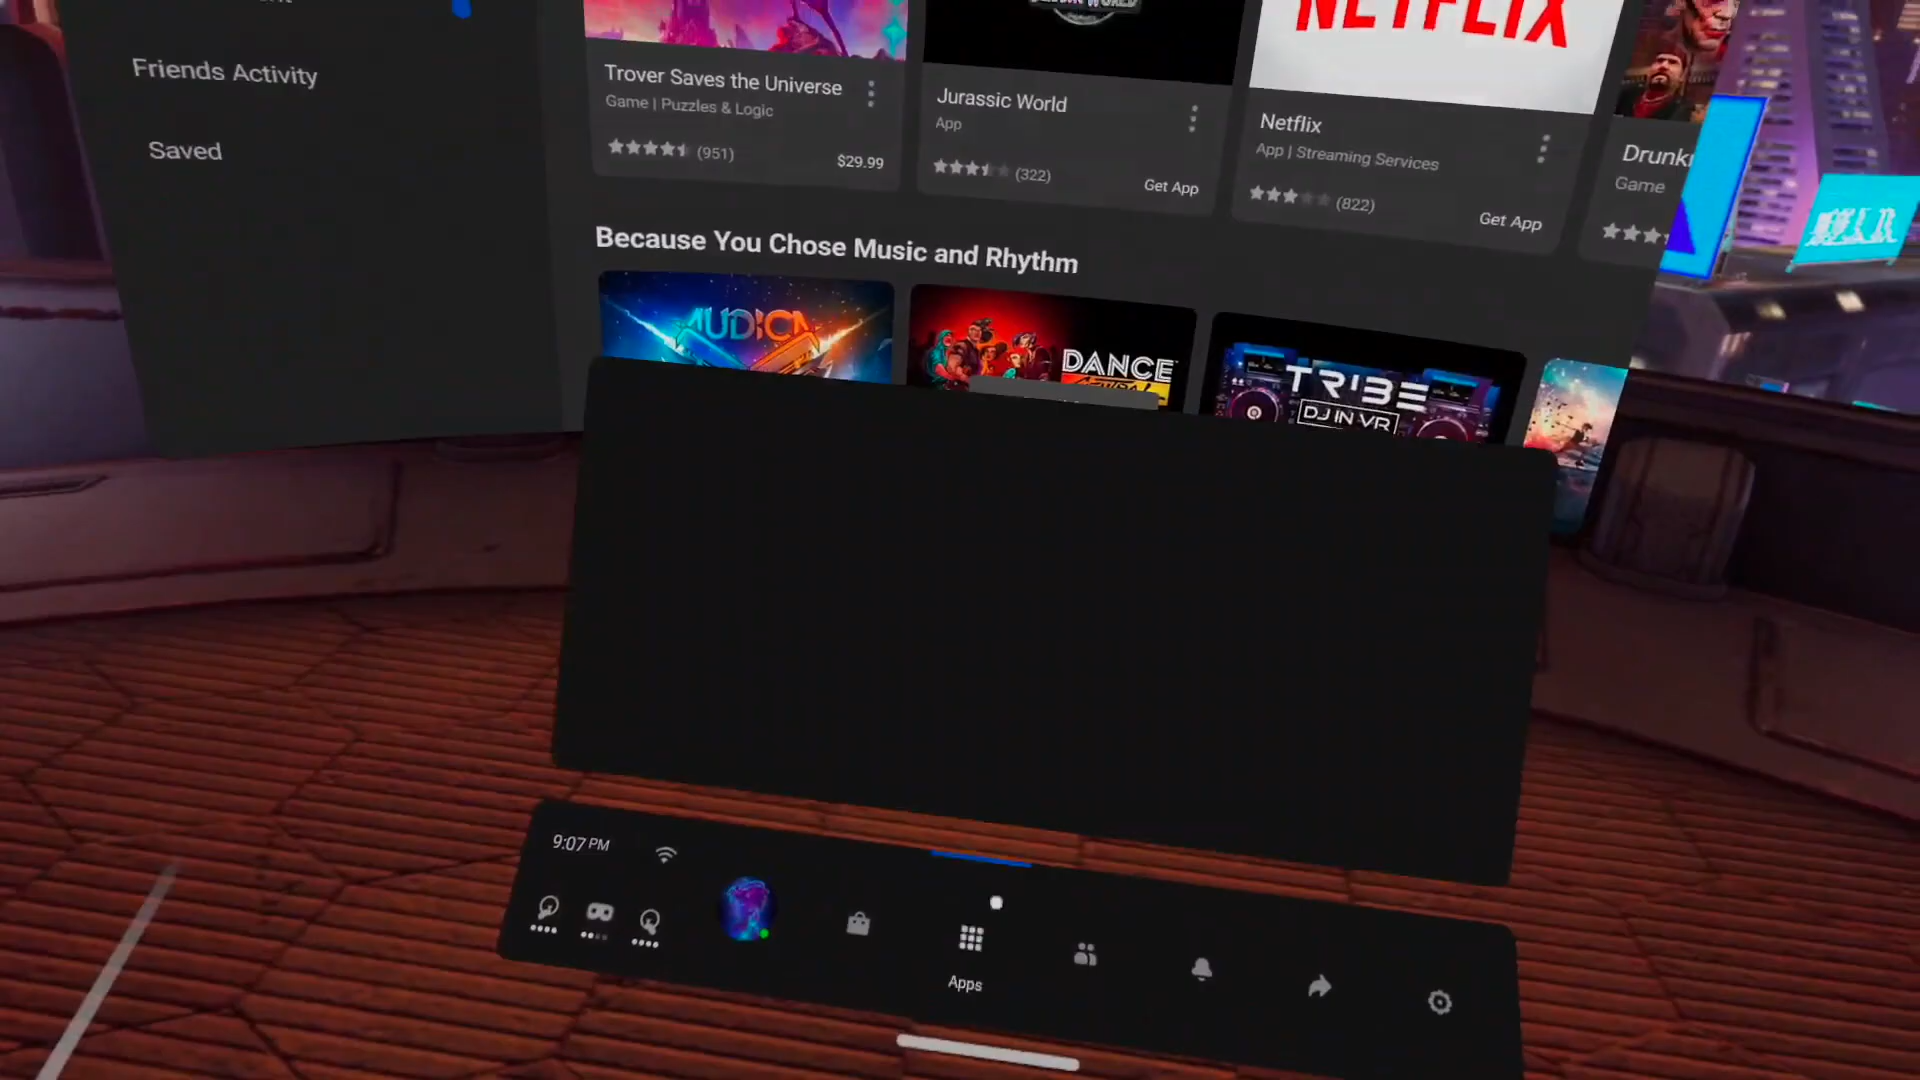 NETFLIX
Friends Activity
Saved
Trover Saves the Universe
Game | Puzzles & Logic
(951)
$29.99
Jurassic World
App
(322)
Get App
Netflix
App | Streaming Services
(822)
Get App
Game
Because You Chose Music and Rhythm
AUDICA
DANCE
TRIBE
DJ IN VR
9:07 PM
Apps